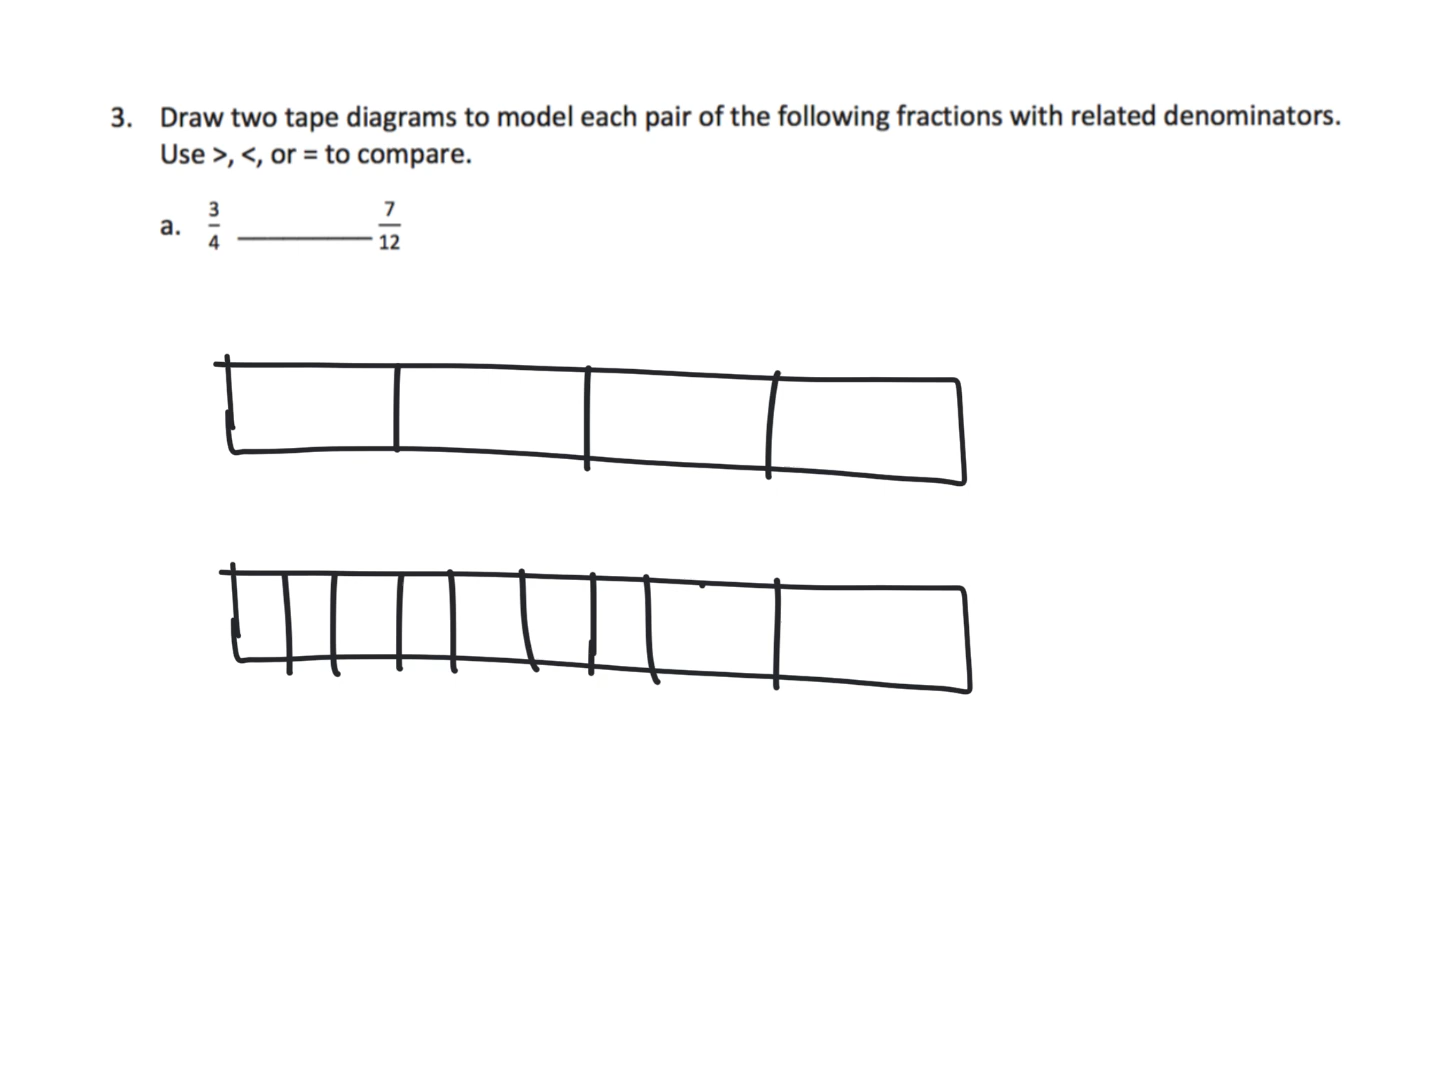 3. Draw two tape diagrams to model each pair of the following fractions with related denominators.
Use >, <, or = to compare.
a. 3/4 ________ 7/12